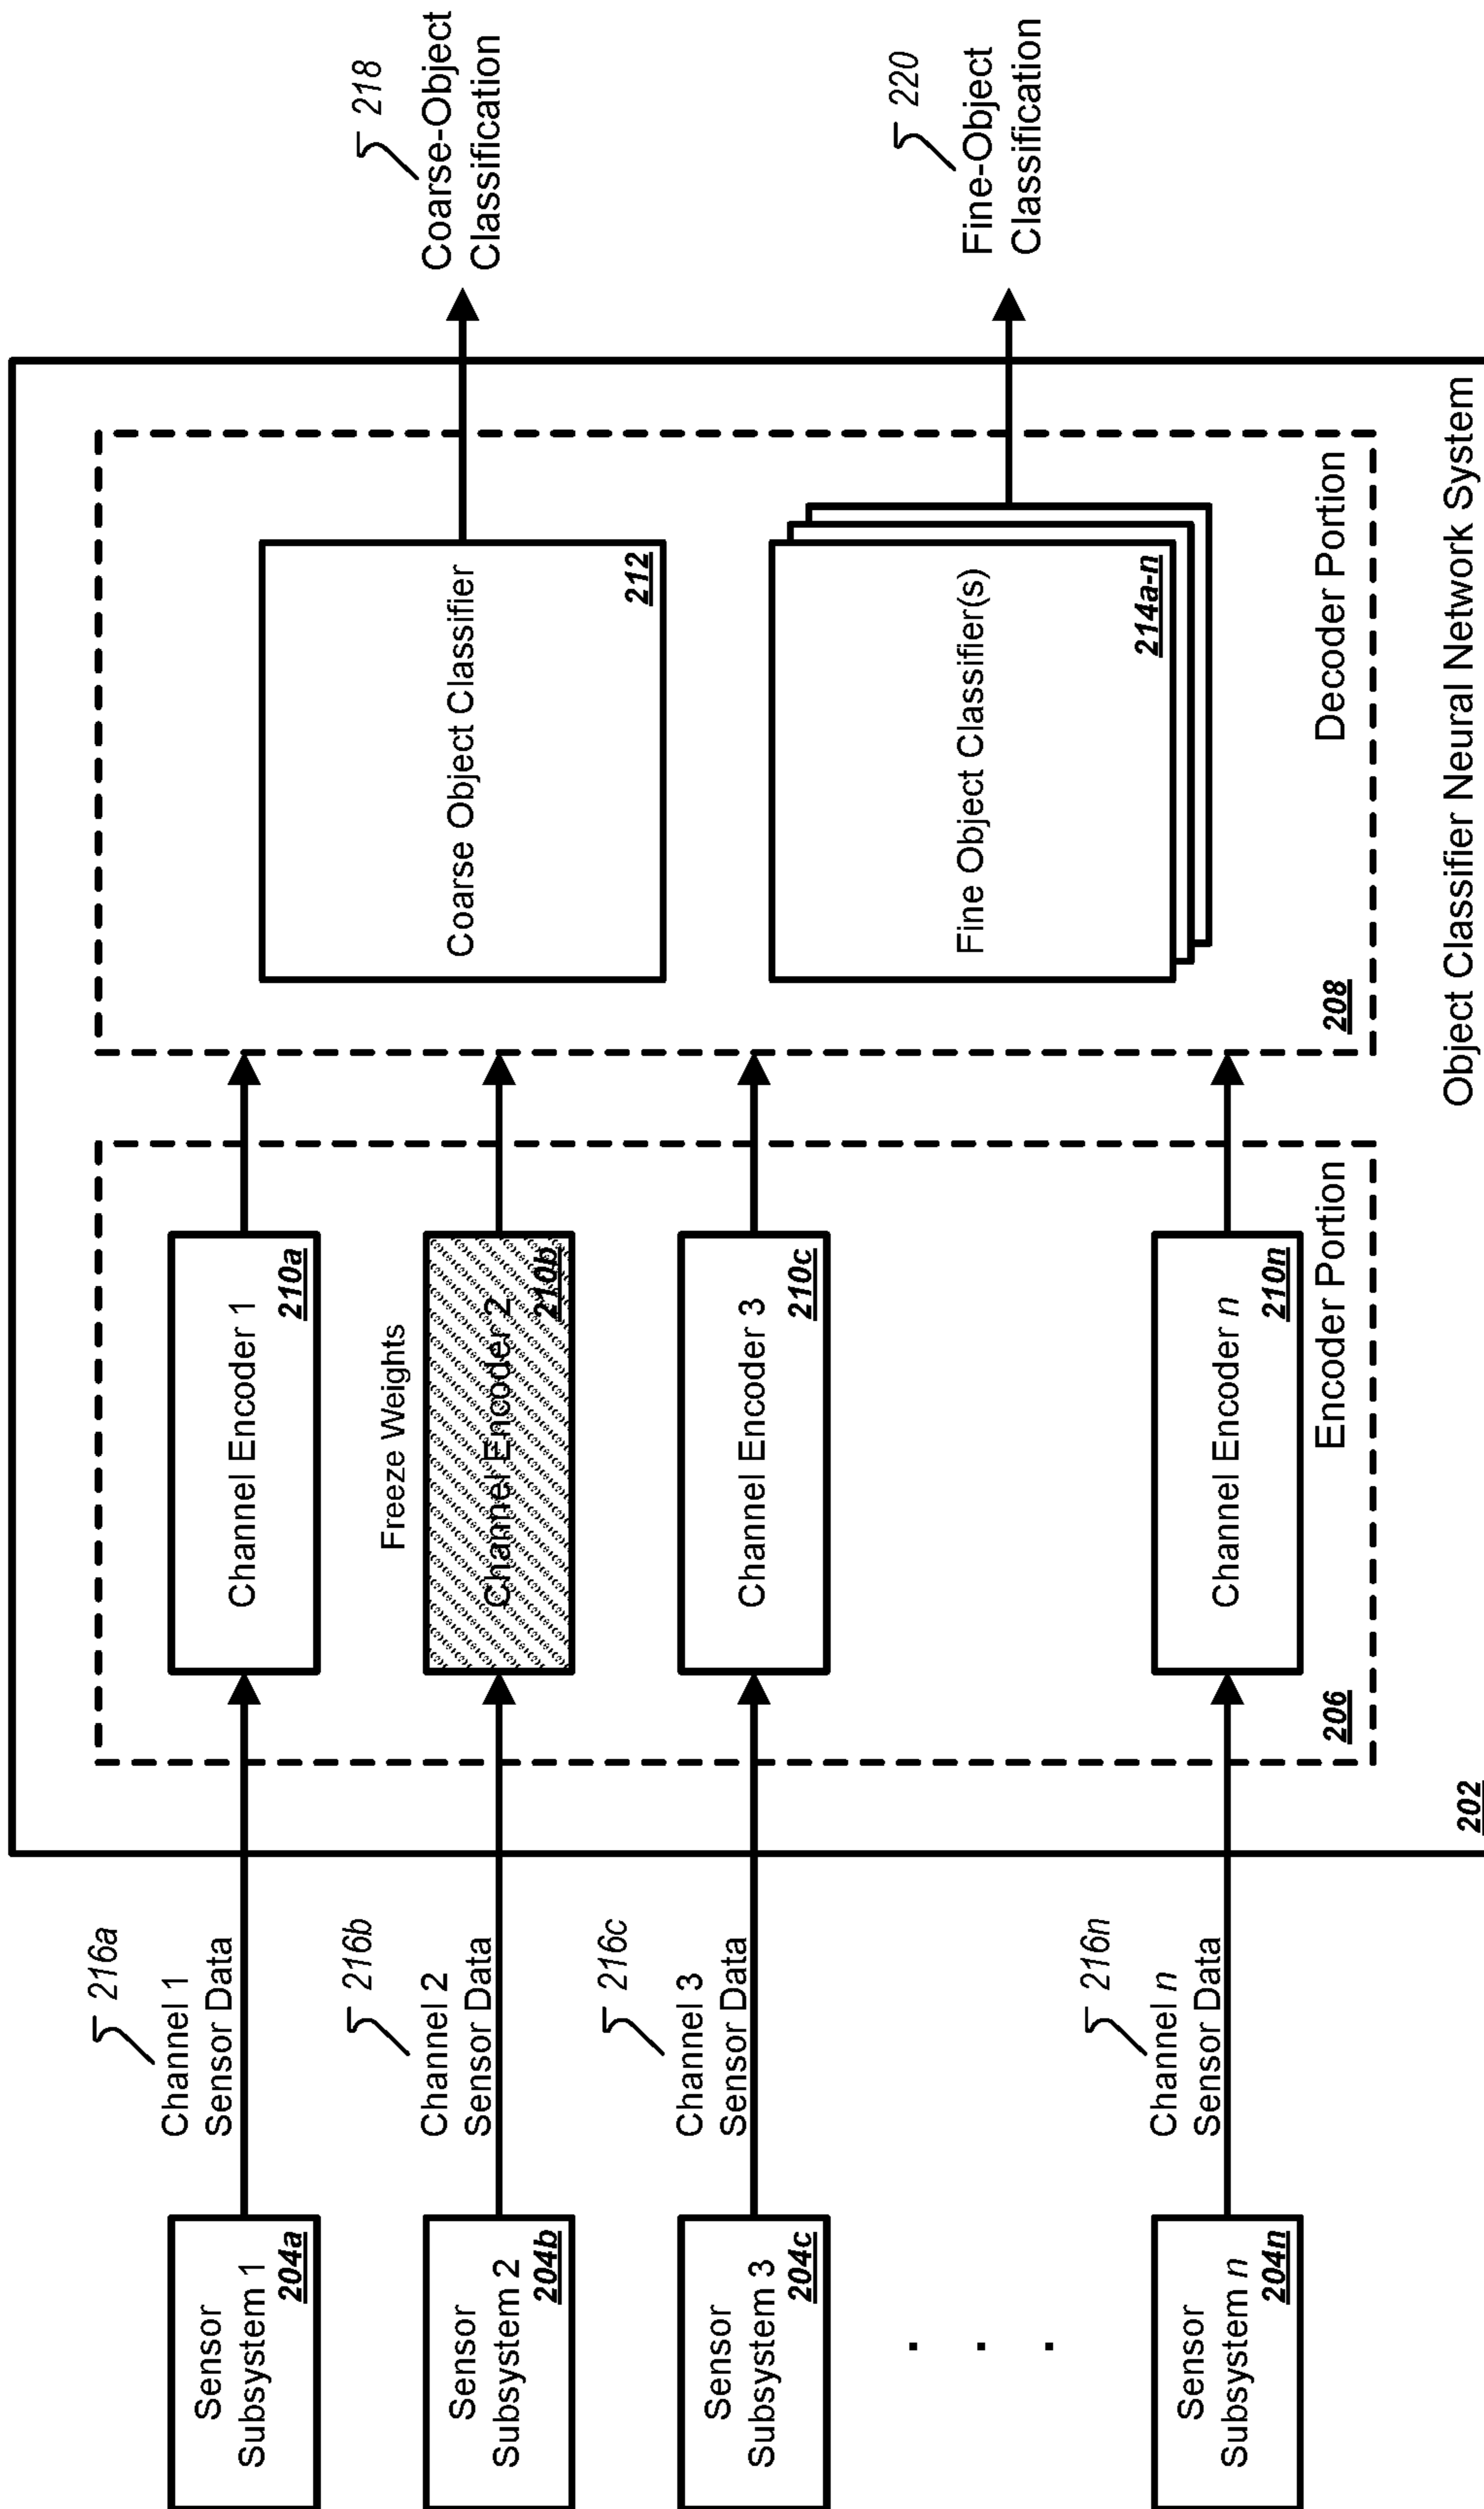 Sensor
Subsystem 1
204a
216a
Channel 1
Sensor Data
Sensor
Subsystem 2
204b
216b
Channel 2
Sensor Data
Sensor
Subsystem 3
204c
216c
Channel 3
Sensor Data
. . .
Sensor
Subsystem n
204n
216n
Channel n
Sensor Data
Channel Encoder 1
210a
Freeze Weights
Channel Encoder 2
210b
Channel Encoder 3
210c
Channel Encoder n
210n
206
Encoder Portion
Coarse Object Classifier
212
Fine Object Classifier(s)
214a-n
208
Decoder Portion
202
Object Classifier Neural Network System
218
Coarse-Object
Classification
220
Fine-Object
Classification